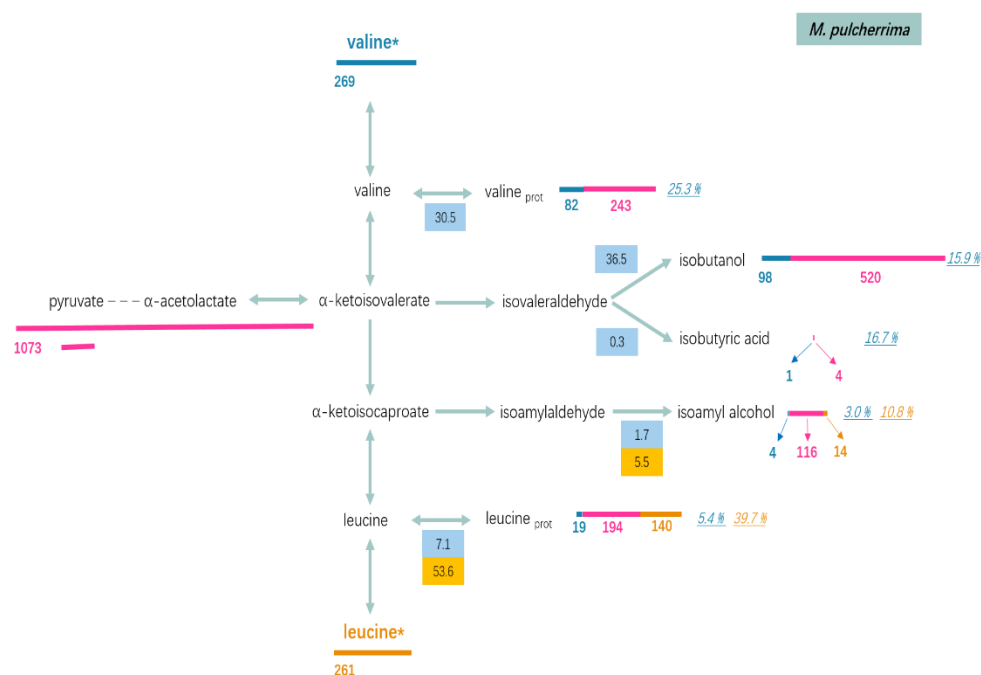 M. pulcherrima
valine*
269
valine
valine prot
82
243
25.3 %
30.5
36.5
isobutanol
98
520
15.9 %
pyruvate --- α-acetolactate
α-ketoisovalerate
isovaleraldehyde
1073
0.3
isobutyric acid
16.7 %
1
4
α-ketoisocaproate
isoamylaldehyde
isoamyl alcohol
3.0 % 10.8 %
1.7
5.5
4
116
14
leucine
leucine prot
19
194
140
5.4 % 39.7 %
7.1
53.6
leucine*
261